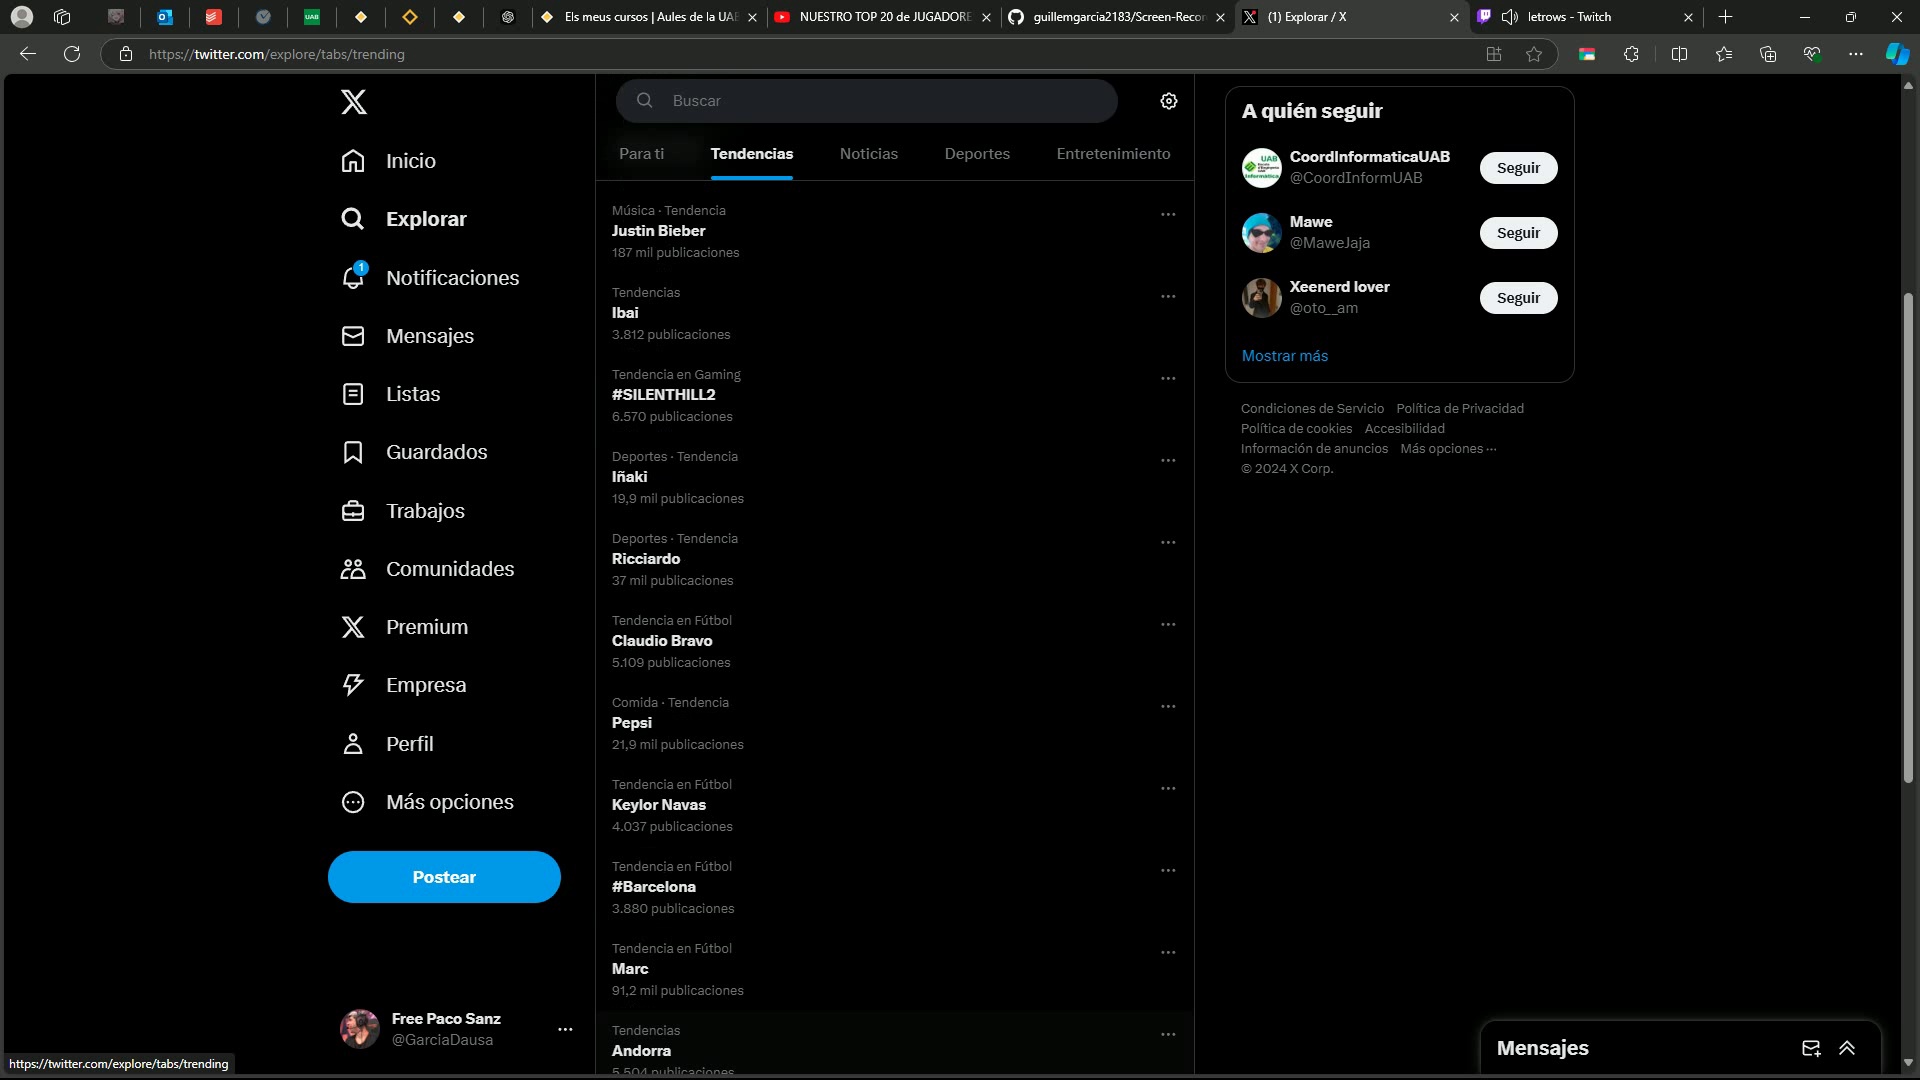 Els meus cursos | Aules de la UAB
NUESTRO TOP 20 de JUGADORE
guillemgarcia2183/Screen-Recor
(1) Explorar / X
letrows - Twitch
https://twitter.com/explore/tabs/trending
Inicio
Explorar
1
Notificaciones
Mensajes
Listas
Guardados
Trabajos
Comunidades
Premium
Empresa
Perfil
Más opciones
Postear
Free Paco Sanz
@GarciaDausa
https://twitter.com/explore/tabs/trending
Buscar
Para ti
Tendencias
Noticias
Deportes
Entretenimiento
Música · Tendencia
Justin Bieber
187 mil publicaciones
Tendencias
Ibai
3.812 publicaciones
Tendencia en Gaming
#SILENTHILL2
6.570 publicaciones
Deportes · Tendencia
Iñaki
19,9 mil publicaciones
Deportes · Tendencia
Ricciardo
37 mil publicaciones
Tendencia en Fútbol
Claudio Bravo
5.109 publicaciones
Comida · Tendencia
Pepsi
21,9 mil publicaciones
Tendencia en Fútbol
Keylor Navas
4.037 publicaciones
Tendencia en Fútbol
#Barcelona
3.880 publicaciones
Tendencia en Fútbol
Marc
91,2 mil publicaciones
Tendencias
Andorra
5.504 publicaciones
A quién seguir
CoordInformaticaUAB
@CoordInformUAB
Seguir
Mawe
@MaweJaja
Seguir
Xeenerd lover
@oto__am
Seguir
Mostrar más
Condiciones de Servicio Política de Privacidad
Política de cookies Accesibilidad
Información de anuncios Más opciones ···
© 2024 X Corp.
Mensajes